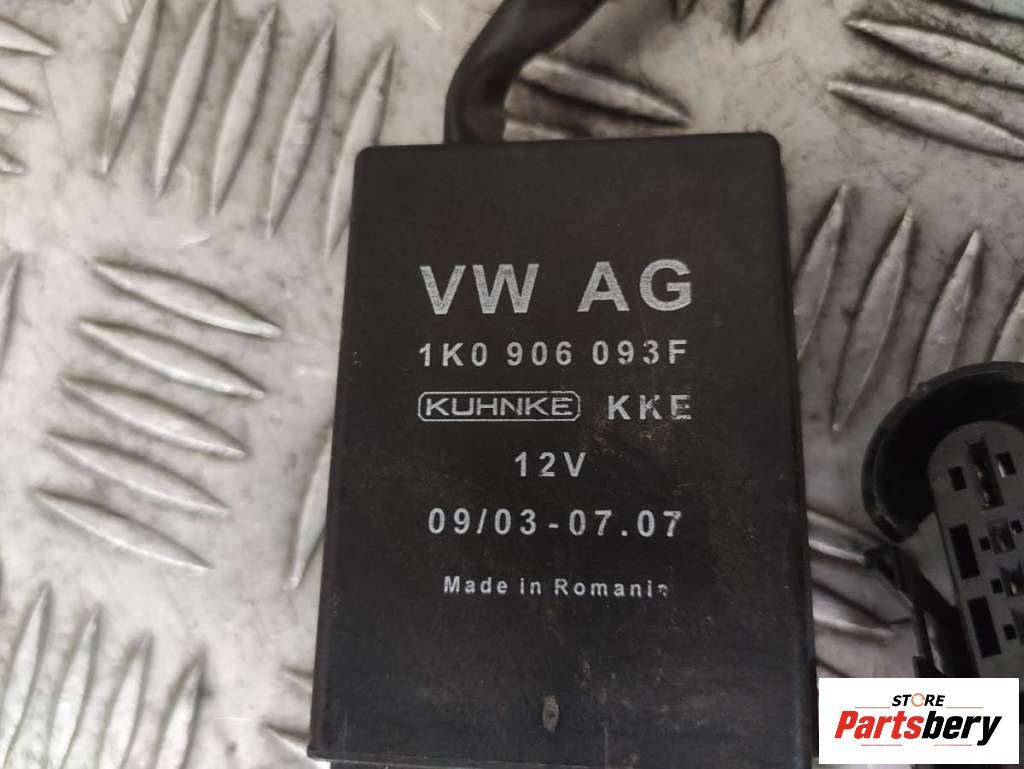 VW AG
1K0 906 093F
KUHNKE KKE
12V
09/03-07.07
Made in Romania
STORE
Partsbery